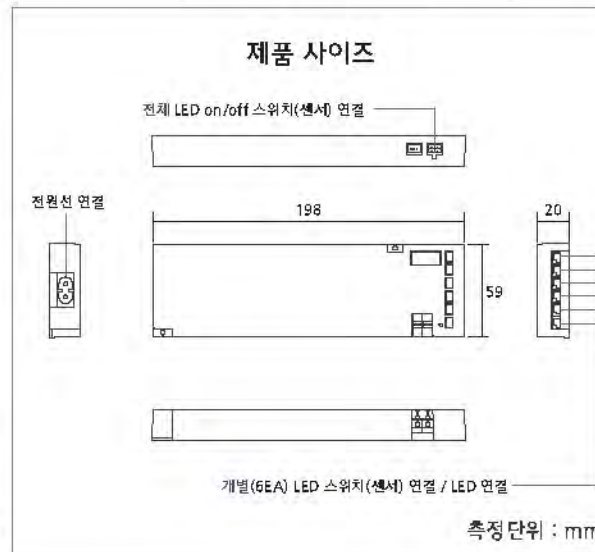 제품 사이즈
전체 LED on/off 스위치(센서) 연결
전원선 연결
198
20
59
개별(6EA) LED 스위치(센서) 연결 / LED 연결
측정단위 : mm